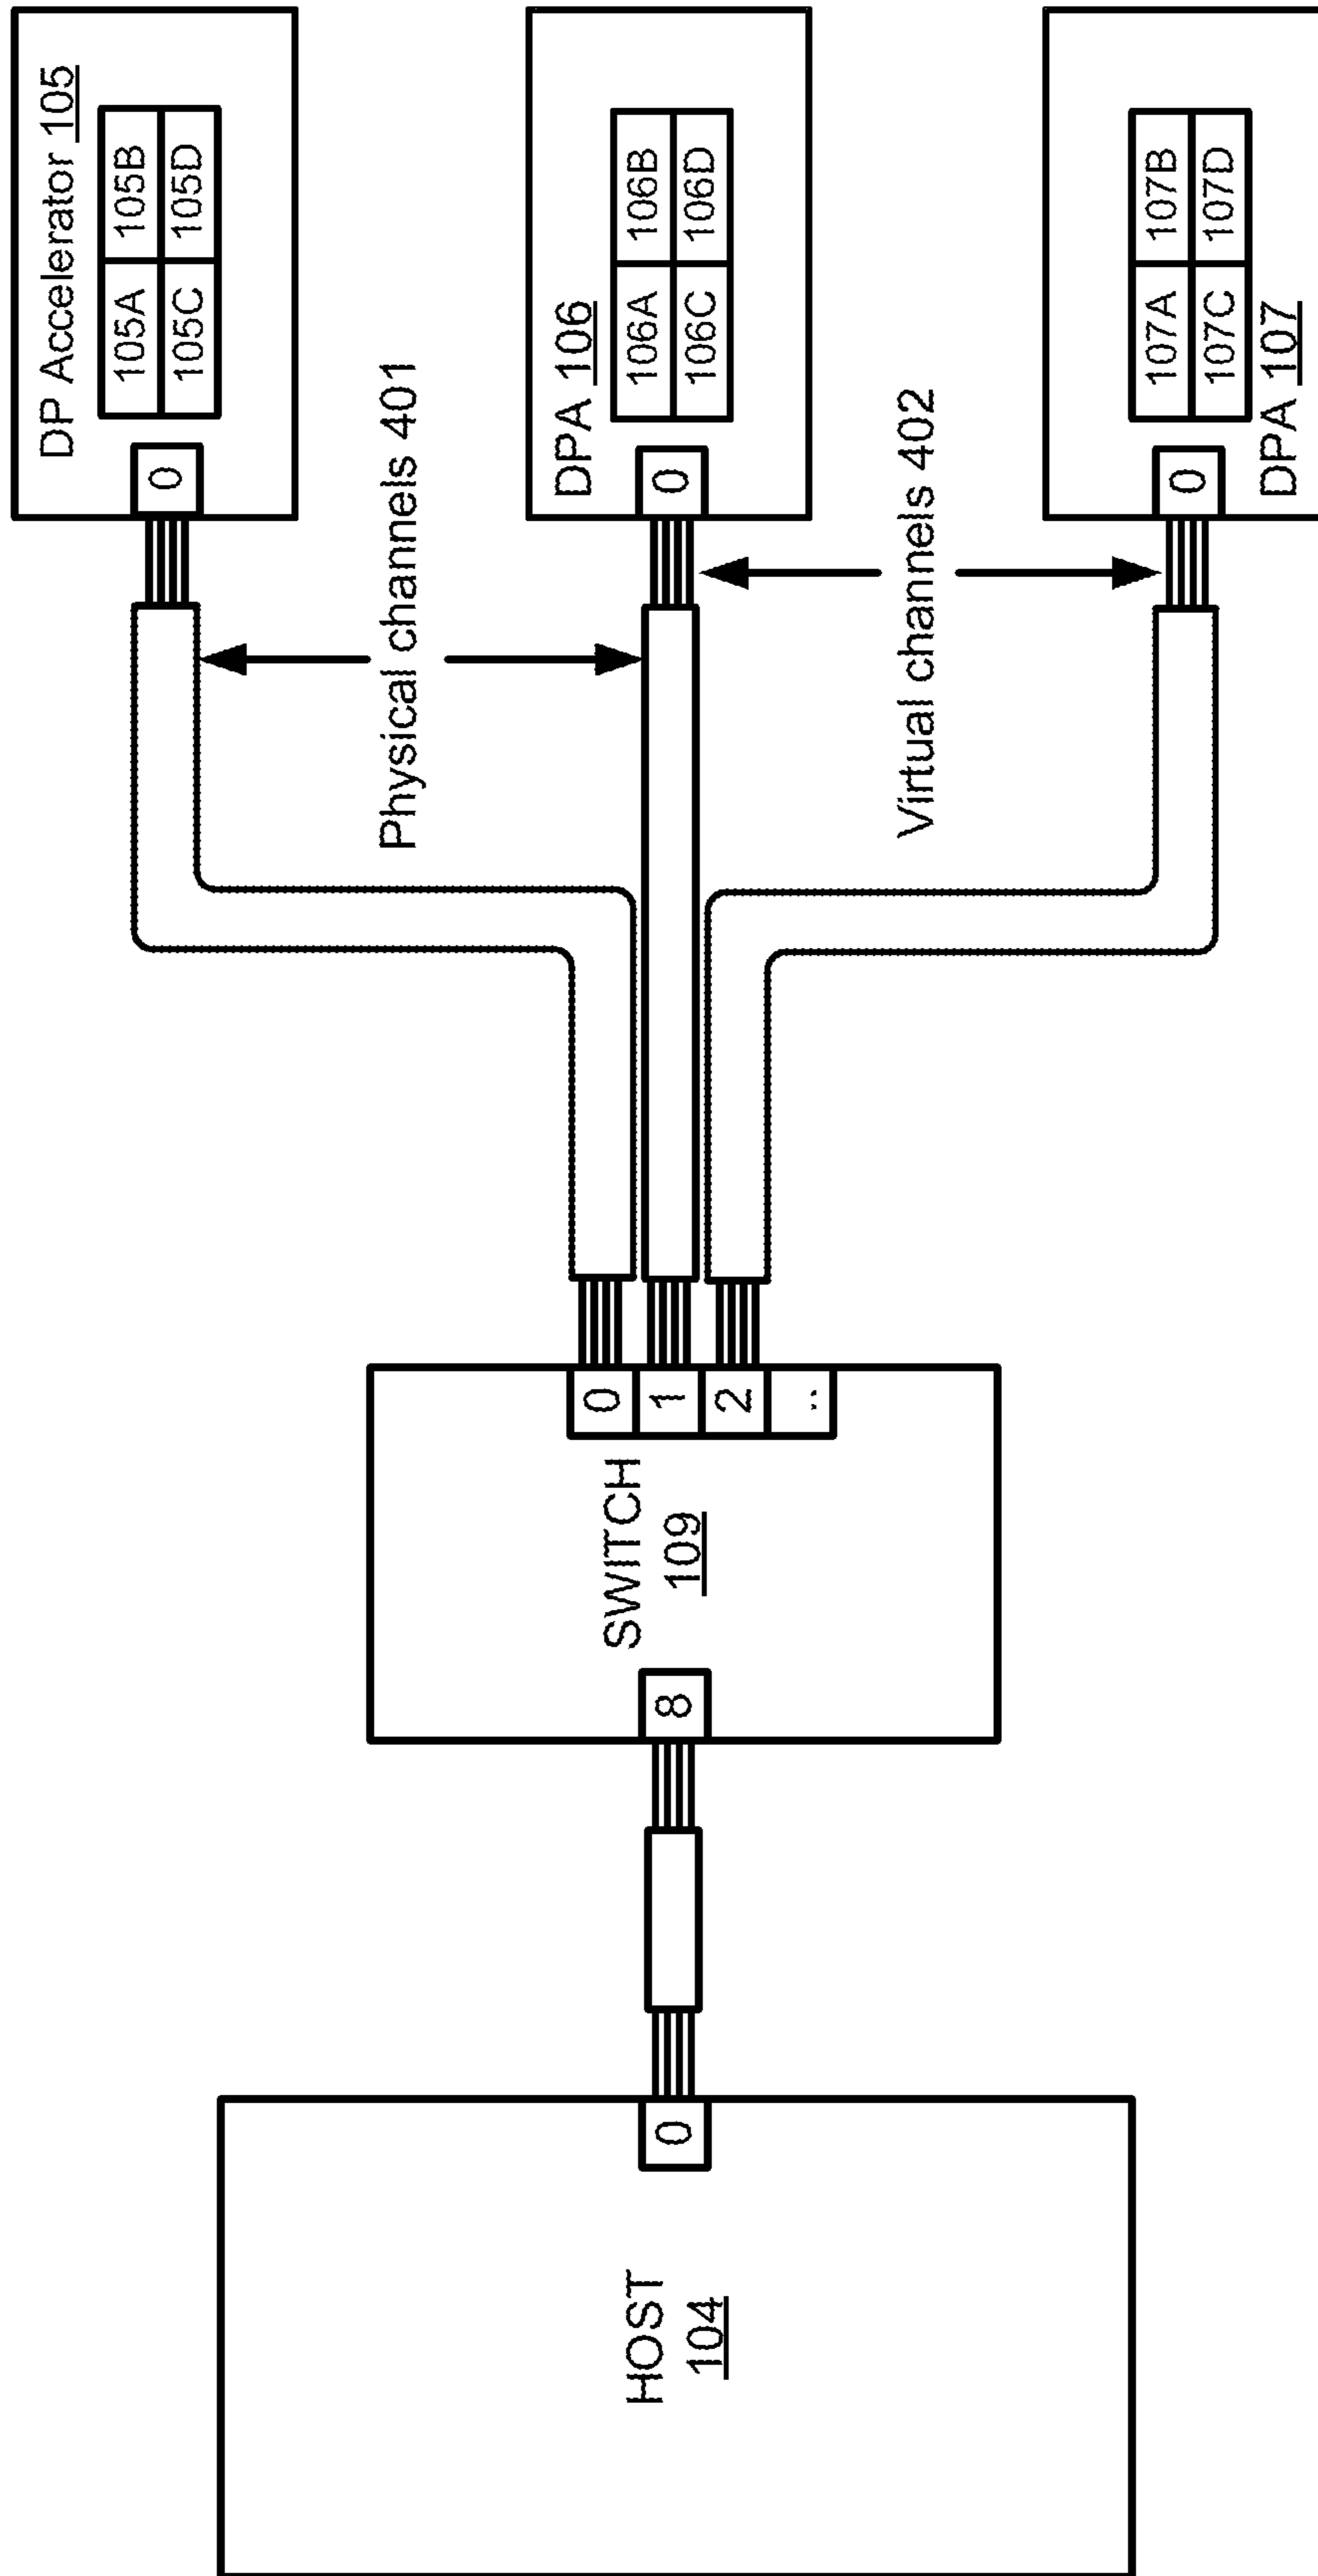 HOST
104
0
8
SWITCH
109
0
1
2
..
Physical channels 401
Virtual channels 402
DP Accelerator 105
0
105A 105B
105C 105D
DPA 106
0
106A 106B
106C 106D
0
107A 107B
107C 107D
DPA 107